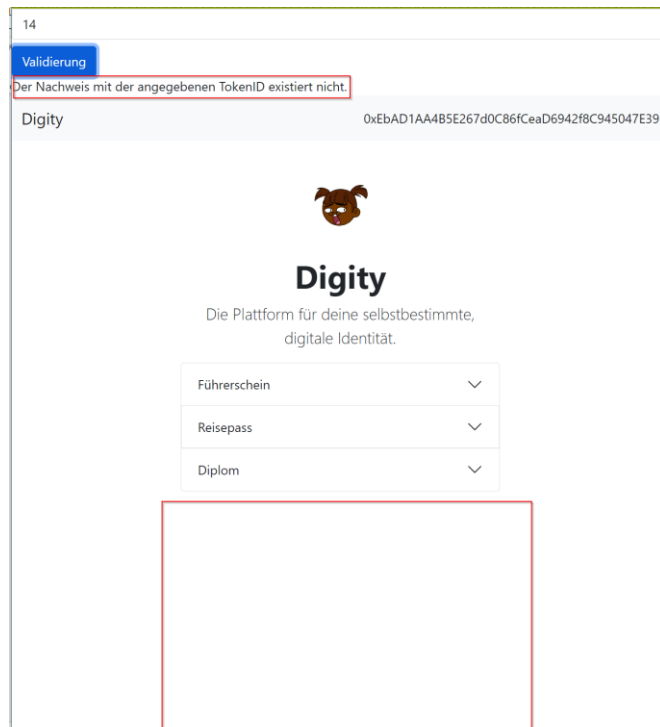 14
Validierung
Der Nachweis mit der angegebenen TokenID existiert nicht.
Digity
0xEbAD1AA4B5E267d0C86fCeaD6942f8C945047E39
Digity
Die Plattform für deine selbstbestimmte,
digitale Identität.
Führerschein
Reisepass
Diplom